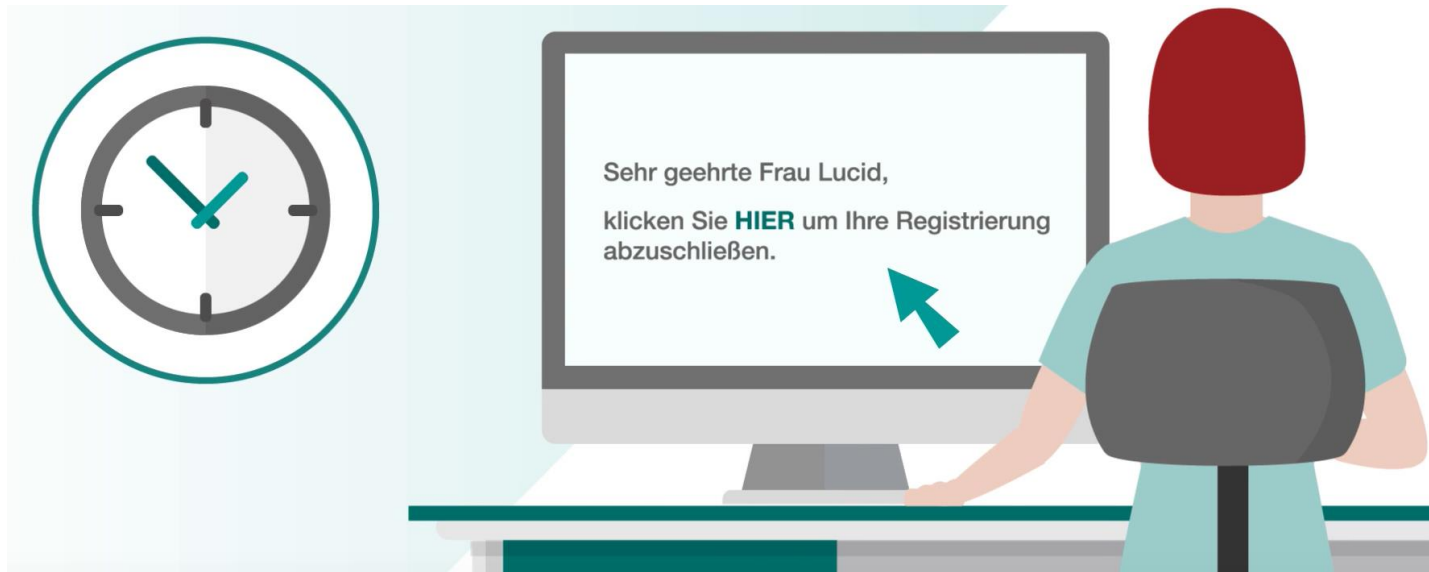 Sehr geehrte Frau Lucid,
klicken Sie HIER um Ihre Registrierung
abzuschließen.